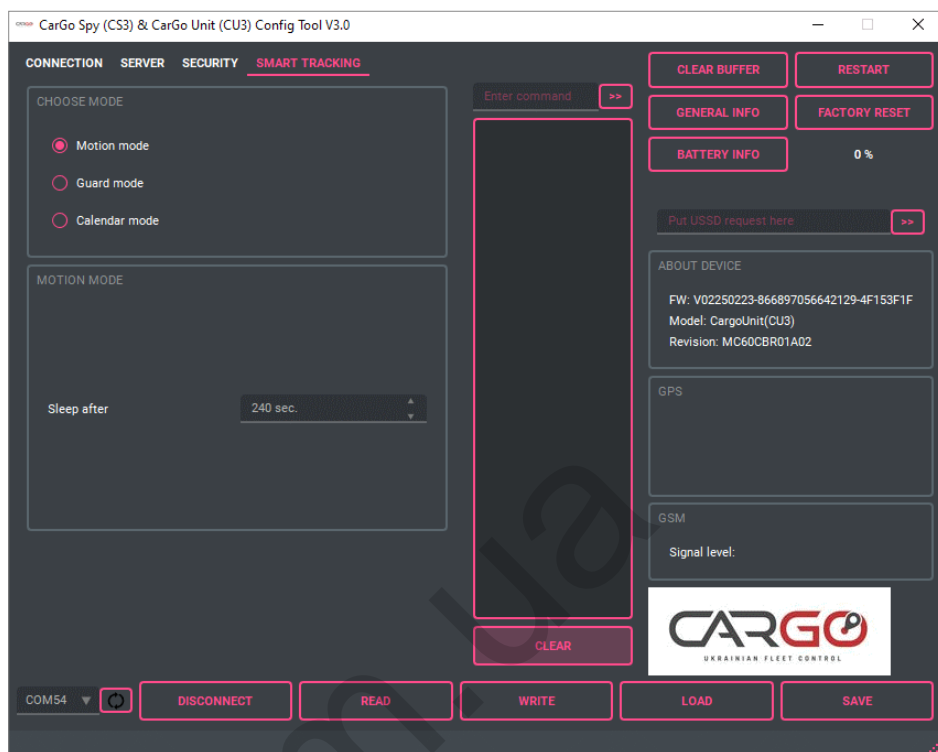 CarGo Spy (CS3) & CarGo Unit (CU3) Config Tool V3.0
CONNECTION SERVER SECURITY SMART TRACKING
CHOOSE MODE
Motion mode
Guard mode
Calendar mode
MOTION MODE
Sleep after 240 sec.
Enter command >>
CLEAR
CLEAR BUFFER RESTART
GENERAL INFO FACTORY RESET
BATTERY INFO 0 %
Put USSD request here >>
ABOUT DEVICE
FW: V02250223-866897056642129-4F153F1F
Model: CargoUnit(CU3)
Revision: MC60CBR01A02
GPS
GSM
Signal level:
CARGO
UKRAINIAN FLEET CONTROL
COM54 DISCONNECT READ WRITE LOAD SAVE
m.ua